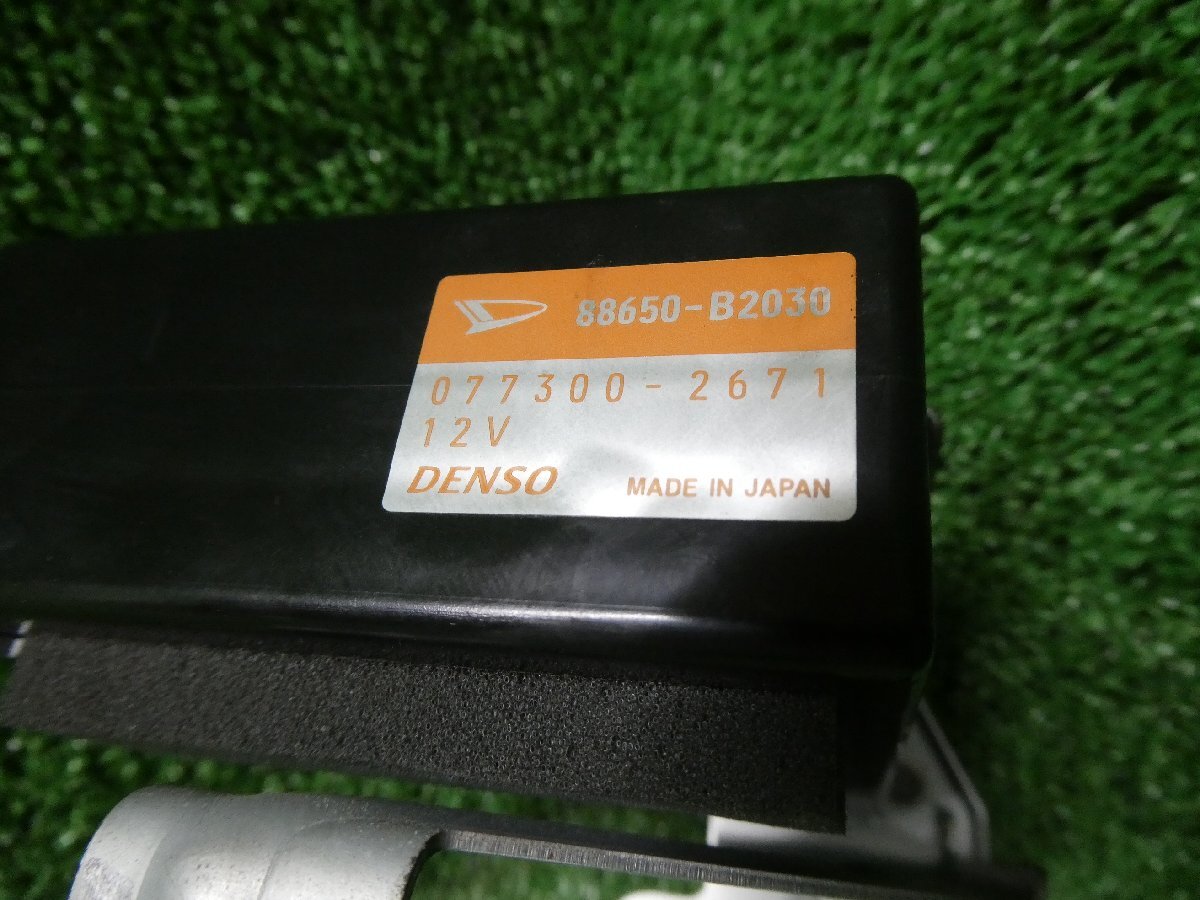 88650-B2030
077300-2671
12V
DENSO MADE IN JAPAN